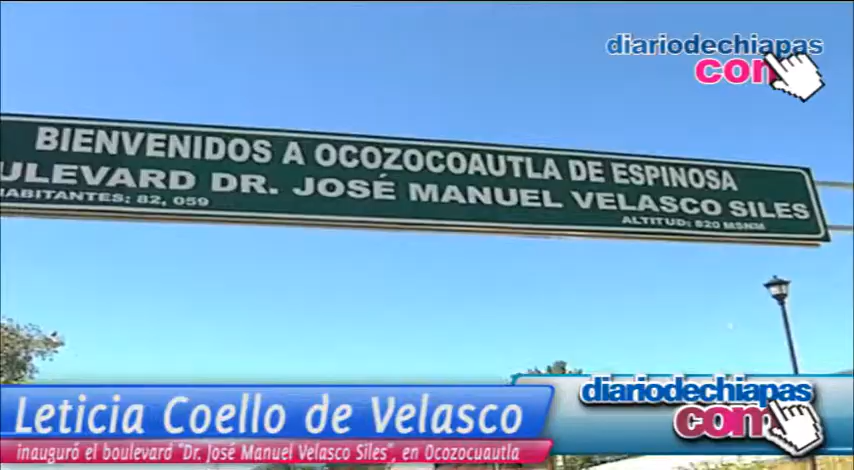 diariodechiapas
com
BIENVENIDOS A OCOZOCOAUTLA DE ESPINOSA
ULEVARD DR. JOSÉ MANUEL VELASCO SILES
HABITANTES: 82, 059 ALTITUD: 820 MSNM
Leticia Coello de Velasco
inauguró el boulevard "Dr. José Manuel Velasco Siles", en Ocozocuautla
diariodechiapas
com